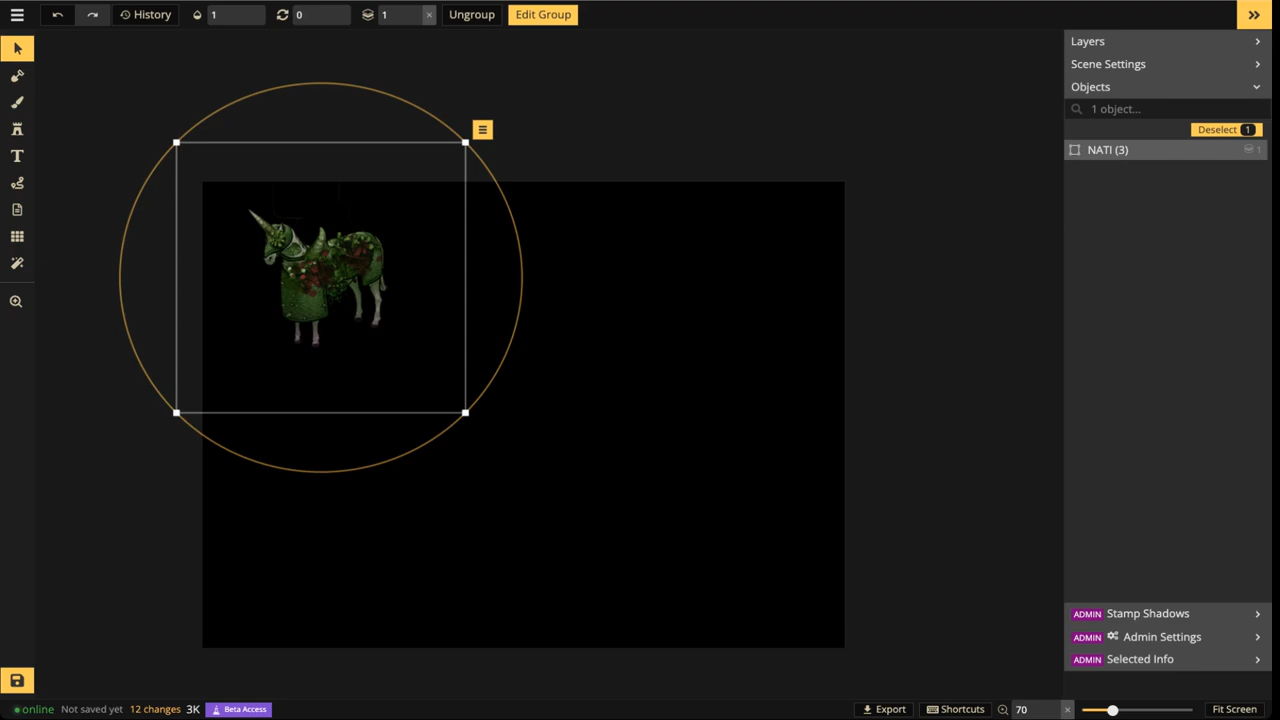 History
1
0
1
×
Ungroup
Edit Group
Layers
Scene Settings
Objects
1 object...
Deselect 1
NATI (3)
1
T
ADMIN Stamp Shadows
ADMIN Admin Settings
ADMIN Selected Info
online
Not saved yet
12 changes
3K
Beta Access
Export
Shortcuts
70
×
Fit Screen